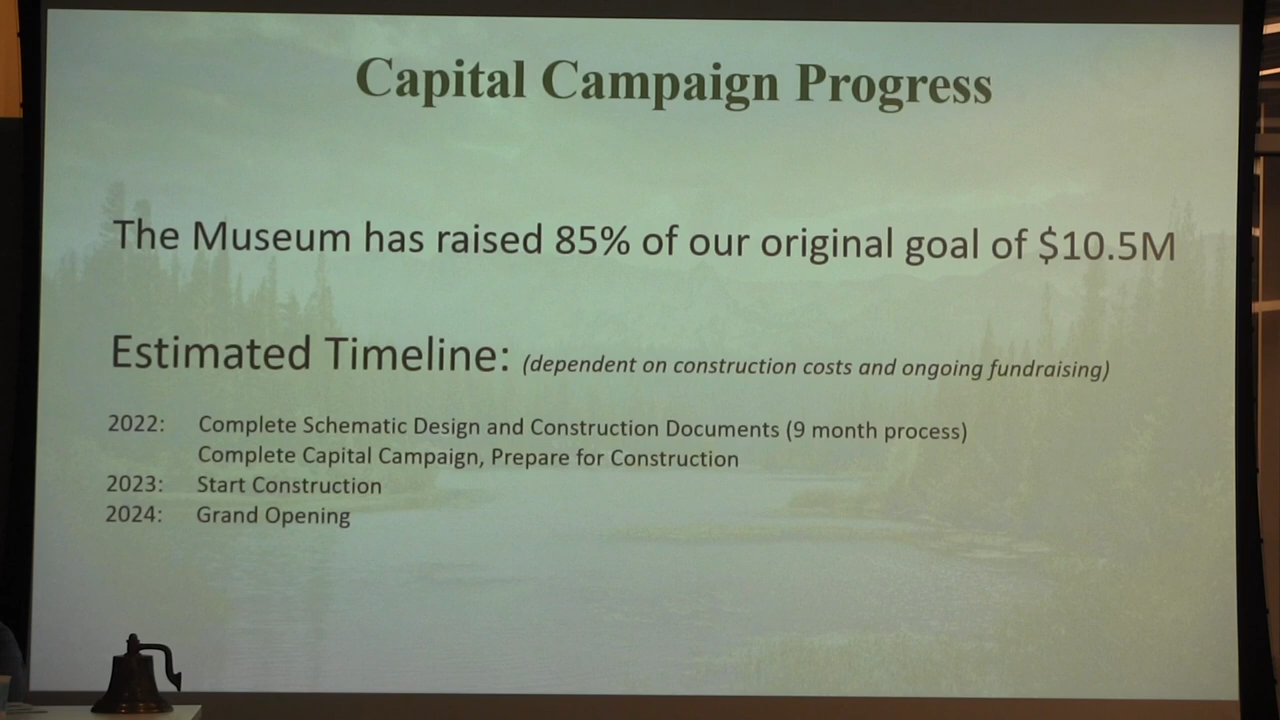 Capital Campaign Progress
The Museum has raised 85% of our original goal of $10.5M
Estimated Timeline: (dependent on construction costs and ongoing fundraising)
2022: Complete Schematic Design and Construction Documents (9 month process)
Complete Capital Campaign, Prepare for Construction
2023: Start Construction
2024: Grand Opening